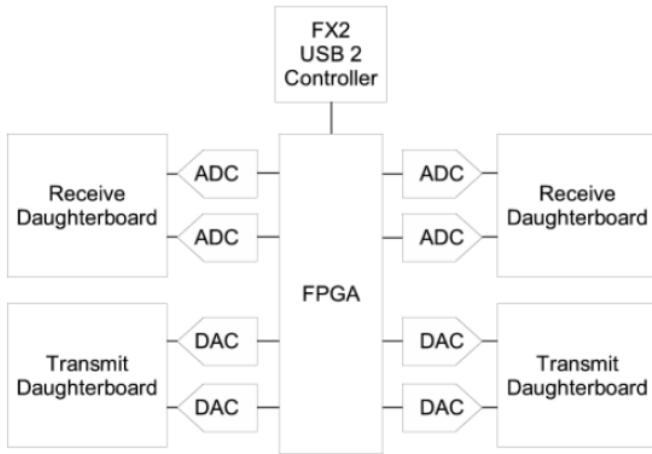 FX2
USB 2
Controller
ADC
ADC
Receive
Daughterboard
Receive
Daughterboard
ADC
ADC
FPGA
DAC
DAC
Transmit
Daughterboard
Transmit
Daughterboard
DAC
DAC